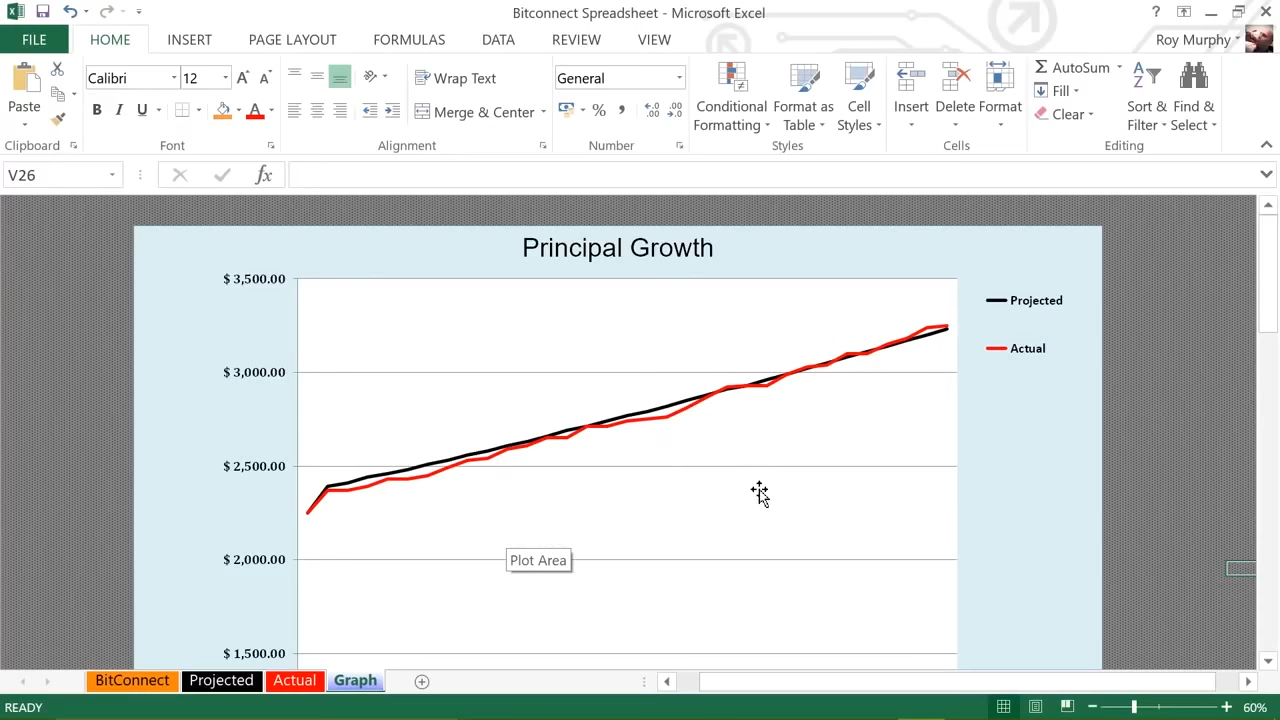 Bitconnect Spreadsheet - Microsoft Excel
?
FILE HOME INSERT PAGE LAYOUT FORMULAS DATA REVIEW VIEW Roy Murphy
Paste
Clipboard
Calibri 12
B I U A
Font
Wrap Text
Merge & Center
Alignment
General
% ,
Number
Conditional Formatting
Format as Table
Cell Styles
Styles
Insert Delete Format
Cells
AutoSum
Fill
Clear
Sort & Filter
Find & Select
Editing
V26 fx
Principal Growth
$ 3,500.00
$ 3,000.00
$ 2,500.00
$ 2,000.00
$ 1,500.00
Projected
Actual
Plot Area
BitConnect Projected Actual Graph
READY 60%